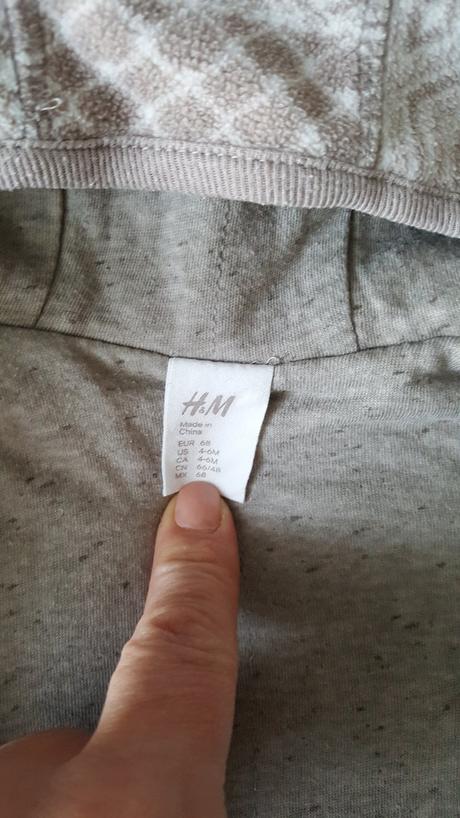 H&M
Made in
China
EUR 68
US 4-6M
CA 4-6M
CN 66/48
MX 68